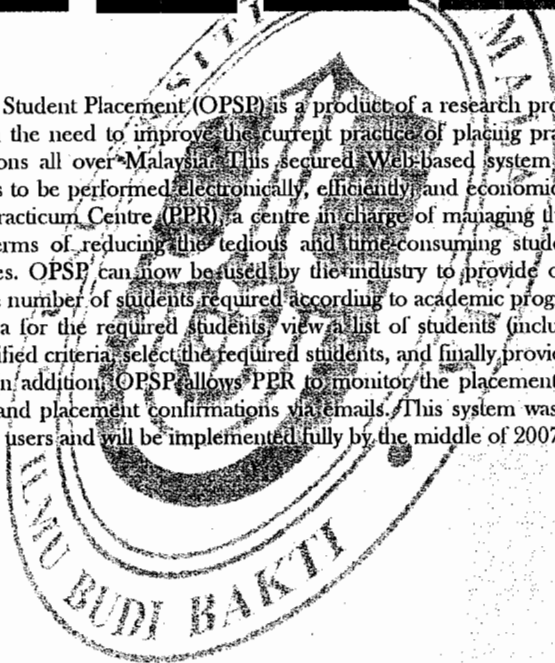 Student Placement (OPSP) is a product of a research pro
the need to improve the current practice of placing pr
ons all over Malaysia. This secured Web-based system
s to be performed electronically, efficiently, and economic
racticum Centre (PPR), a centre in charge of managing th
erms of reducing the tedious and time-consuming stude
es. OPSP can now be used by the industry to provide o
number of students required according to academic prog
a for the required students, view a list of students (inclu
ified criteria, select the required students, and finally provi
n addition, OPSP allows PPR to monitor the placement
and placement confirmations via emails. This system was
users and will be implemented fully by the middle of 2007
ILMU BUDI BAKTI